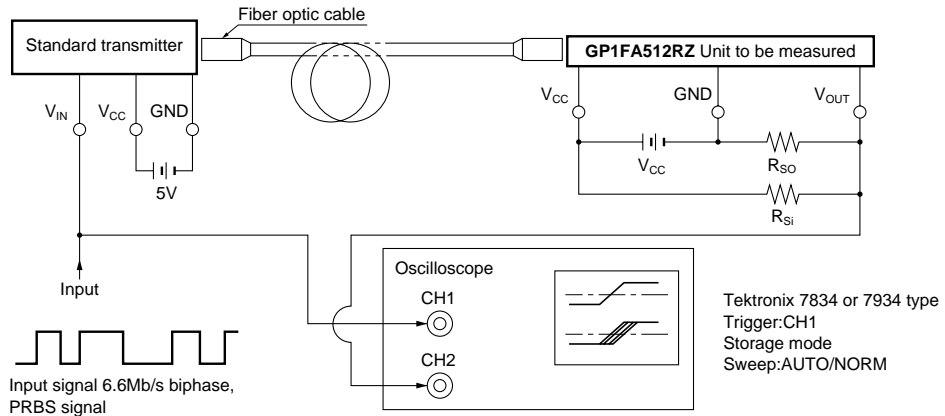 Fiber optic cable
Standard transmitter
GP1FA512RZ Unit to be measured
VIN
VCC
GND
5V
VCC
GND
VOUT
VCC
RSO
RSi
Input
Oscilloscope
CH1
CH2
Tektronix 7834 or 7934 type
Trigger:CH1
Storage mode
Sweep:AUTO/NORM
Input signal 6.6Mb/s biphase,
PRBS signal